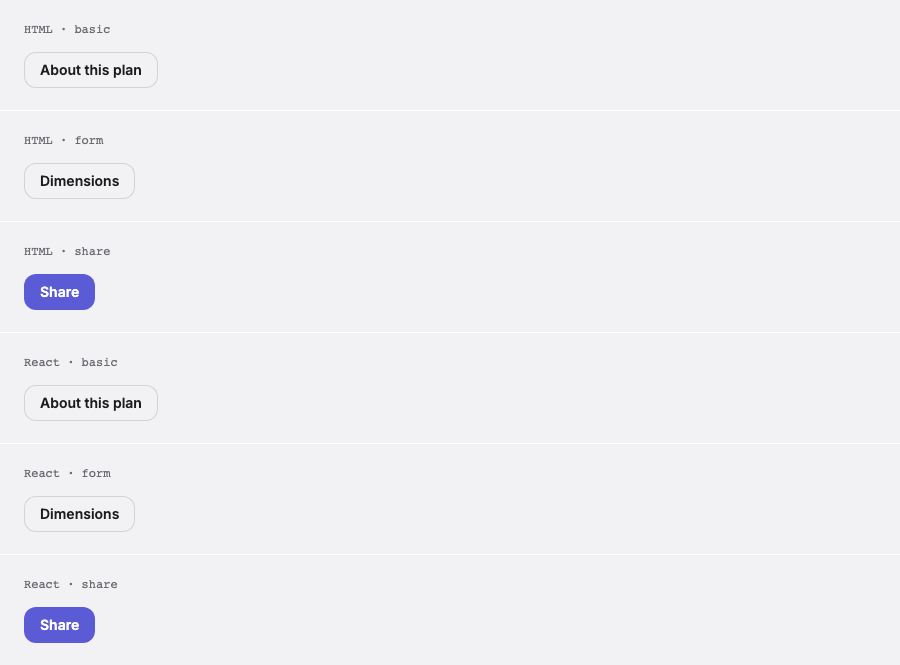 HTML · basic
About this plan
HTML · form
Dimensions
HTML · share
Share
React · basic
About this plan
React · form
Dimensions
React · share
Share